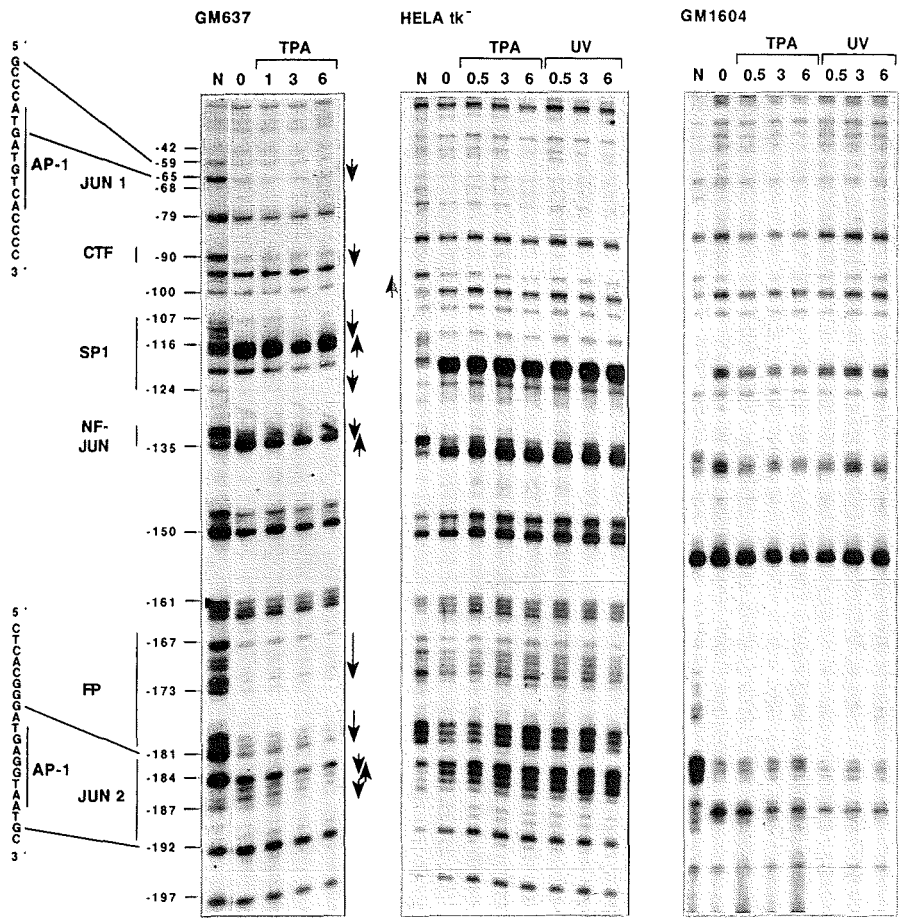 GM637
HELA tk⁻
GM1604
TPA
TPA
UV
TPA
UV
N 0 1 3 6
N 0 0.5 3 6 0.5 3 6
N 0 0.5 3 6 0.5 3 6
5'
GCCCATGATGTCACCCC
3'
AP-1
JUN 1
CTF
SP1
NF-
JUN
FP
JUN 2
5'
CTCACGGGATGAGGTAATGC
3'
AP-1
-42
-59
-65
-68
-79
-90
-100
-107
-116
-124
-135
-150
-161
-167
-173
-181
-184
-187
-192
-197